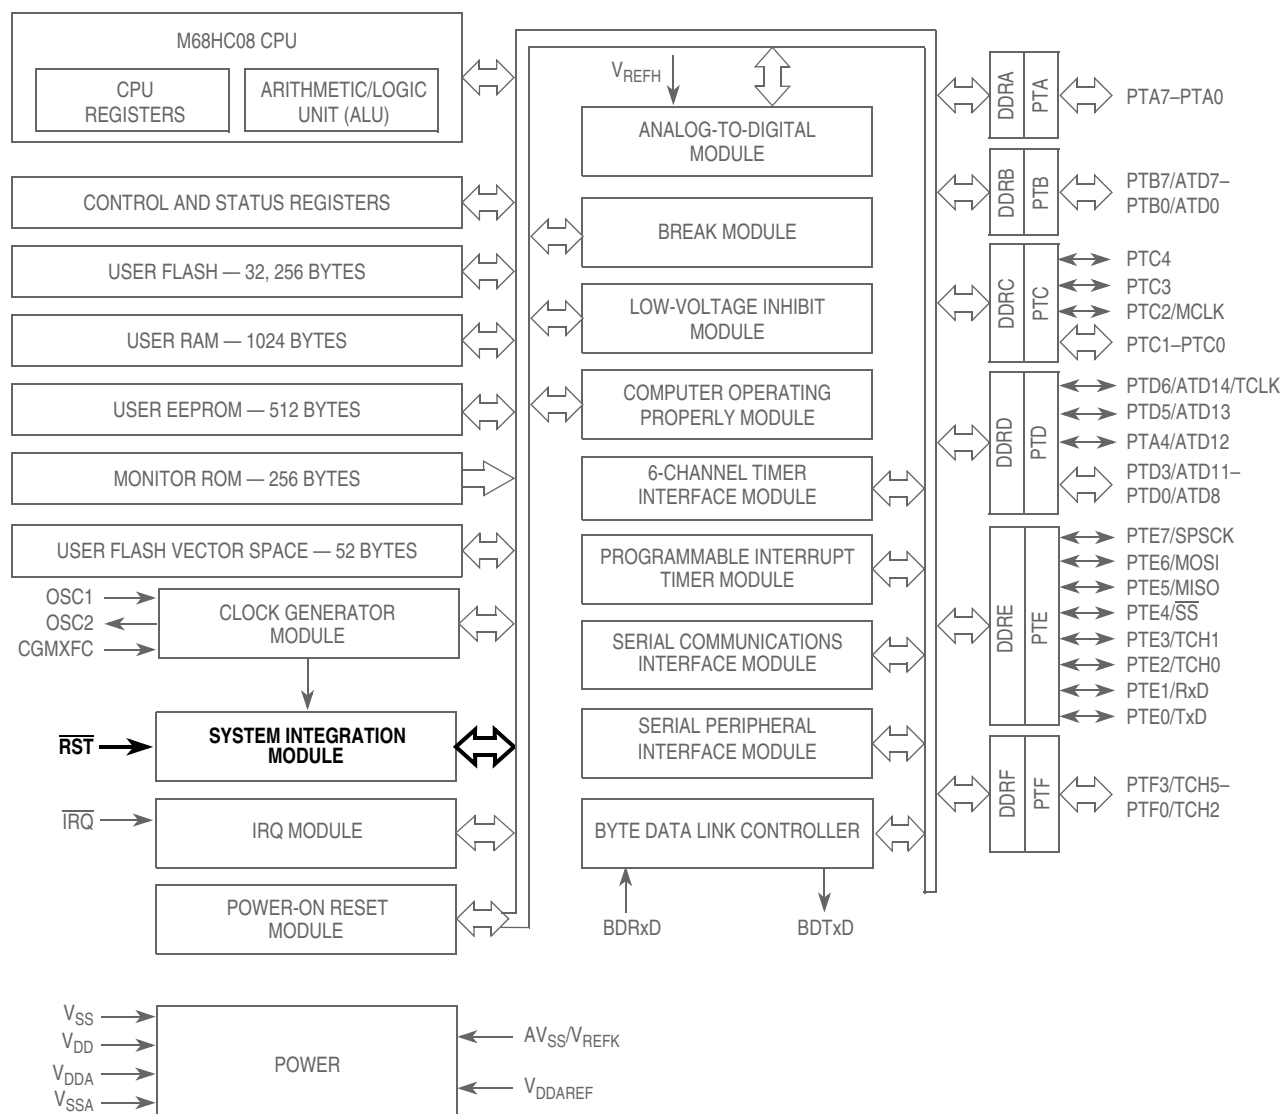 M68HC08 CPU
CPU
REGISTERS
ARITHMETIC/LOGIC
UNIT (ALU)
CONTROL AND STATUS REGISTERS
USER FLASH — 32, 256 BYTES
USER RAM — 1024 BYTES
USER EEPROM — 512 BYTES
MONITOR ROM — 256 BYTES
USER FLASH VECTOR SPACE — 52 BYTES
OSC1
OSC2
CGMXFC
CLOCK GENERATOR
MODULE
RST
SYSTEM INTEGRATION
MODULE
IRQ
IRQ MODULE
POWER-ON RESET
MODULE
VSS
VDD
VDDA
VSSA
POWER
AVSS/VREFK
VDDAREF
VREFH
ANALOG-TO-DIGITAL
MODULE
BREAK MODULE
LOW-VOLTAGE INHIBIT
MODULE
COMPUTER OPERATING
PROPERLY MODULE
6-CHANNEL TIMER
INTERFACE MODULE
PROGRAMMABLE INTERRUPT
TIMER MODULE
SERIAL COMMUNICATIONS
INTERFACE MODULE
SERIAL PERIPHERAL
INTERFACE MODULE
BYTE DATA LINK CONTROLLER
BDRxD
BDTxD
DDRA
PTA
PTA7–PTA0
DDRB
PTB
PTB7/ATD7–
PTB0/ATD0
DDRC
PTC
PTC4
PTC3
PTC2/MCLK
PTC1–PTC0
DDRD
PTD
PTD6/ATD14/TCLK
PTD5/ATD13
PTA4/ATD12
PTD3/ATD11–
PTD0/ATD8
DDRE
PTE
PTE7/SPSCK
PTE6/MOSI
PTE5/MISO
PTE4/SS
PTE3/TCH1
PTE2/TCH0
PTE1/RxD
PTE0/TxD
DDRF
PTF
PTF3/TCH5–
PTF0/TCH2